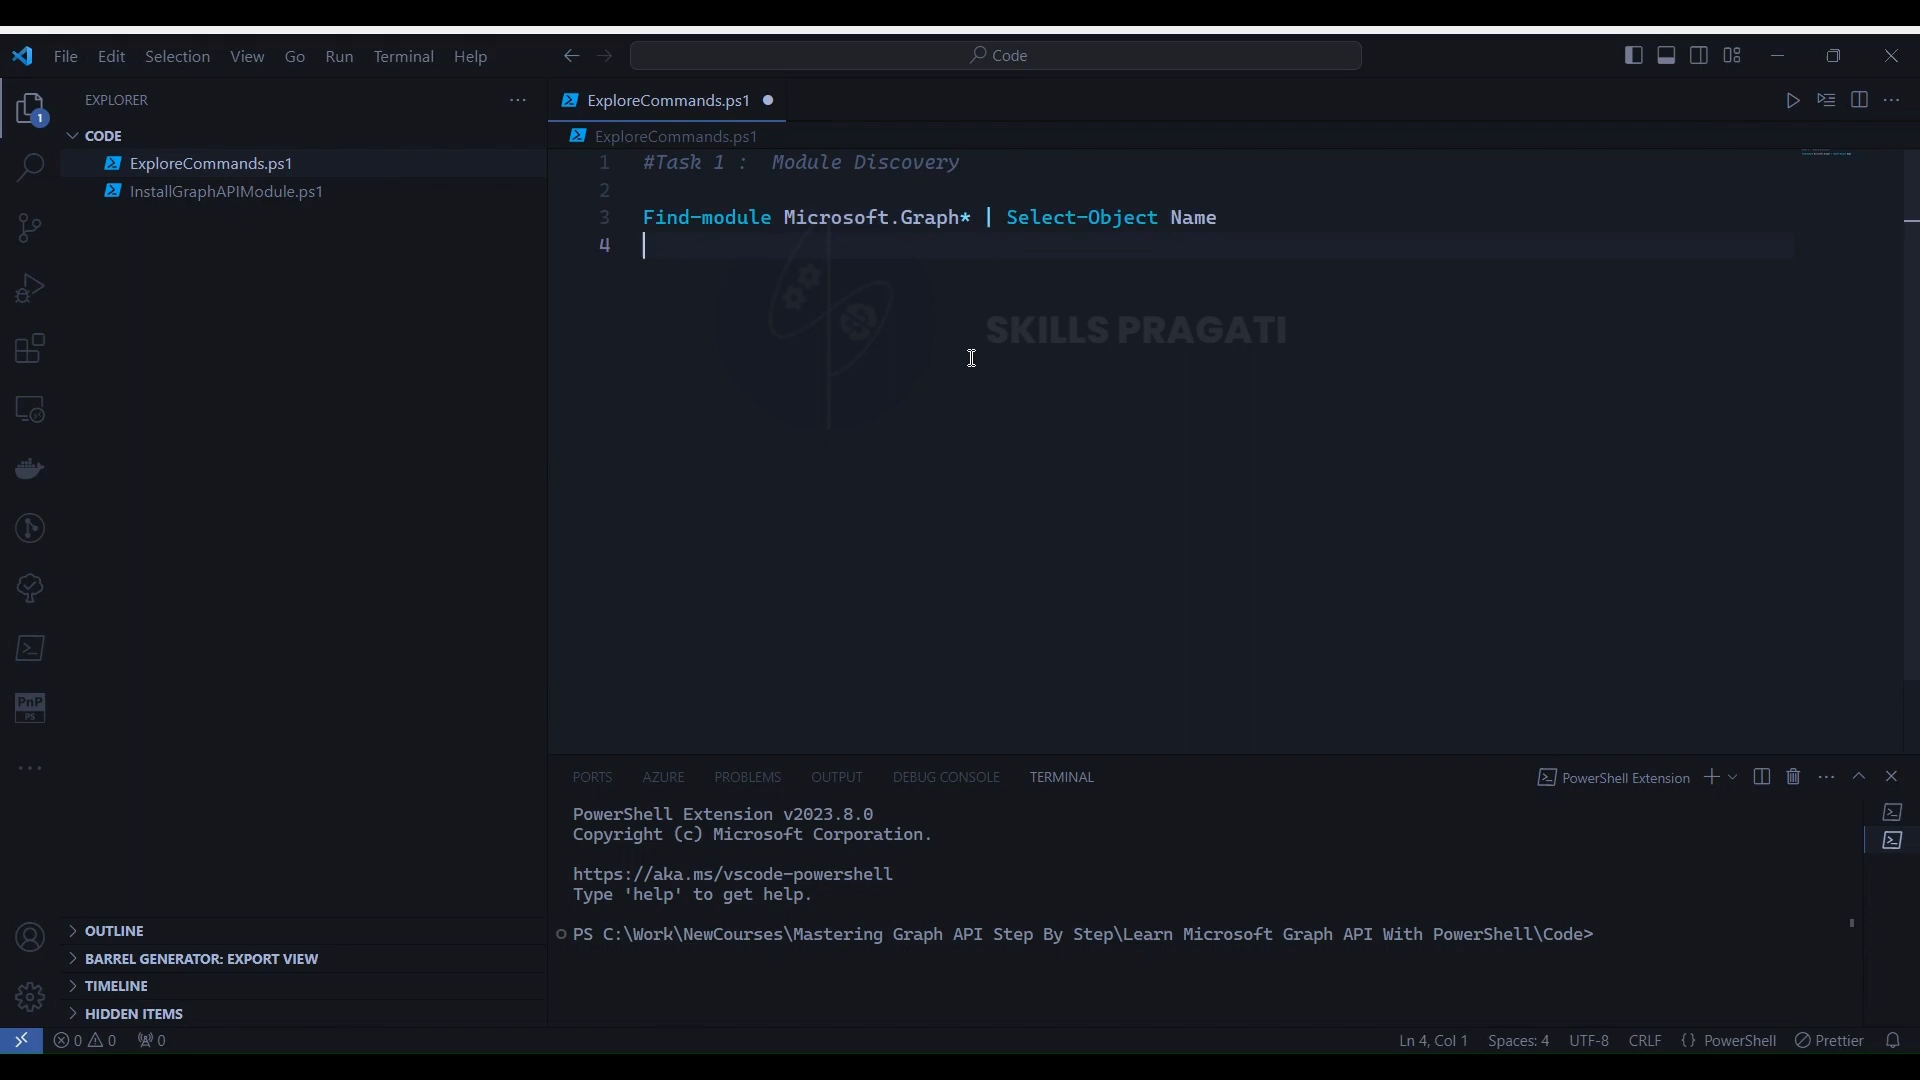 File Edit Selection View Go Run Terminal Help
Code
EXPLORER
CODE
ExploreCommands.ps1
InstallGraphAPIModule.ps1
1
ExploreCommands.ps1
ExploreCommands.ps1
1 #Task 1 :  Module Discovery
2
3 Find-module Microsoft.Graph* | Select-Object Name
4
SKILLS PRAGATI
PnP
PS
PORTS AZURE PROBLEMS OUTPUT DEBUG CONSOLE TERMINAL
PowerShell Extension
PowerShell Extension v2023.8.0
Copyright (c) Microsoft Corporation.
https://aka.ms/vscode-powershell
Type 'help' to get help.
PS C:\Work\NewCourses\Mastering Graph API Step By Step\Learn Microsoft Graph API With PowerShell\Code>
OUTLINE
BARREL GENERATOR: EXPORT VIEW
TIMELINE
HIDDEN ITEMS
0 0 0
Ln 4, Col 1 Spaces: 4 UTF-8 CRLF {} PowerShell Prettier